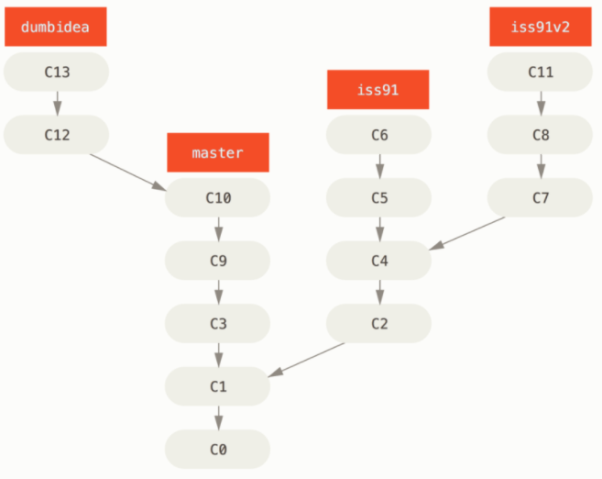 dumbidea
C13
C12
master
C10
C9
C3
C1
C0
iss91
C6
C5
C4
C2
iss91v2
C11
C8
C7